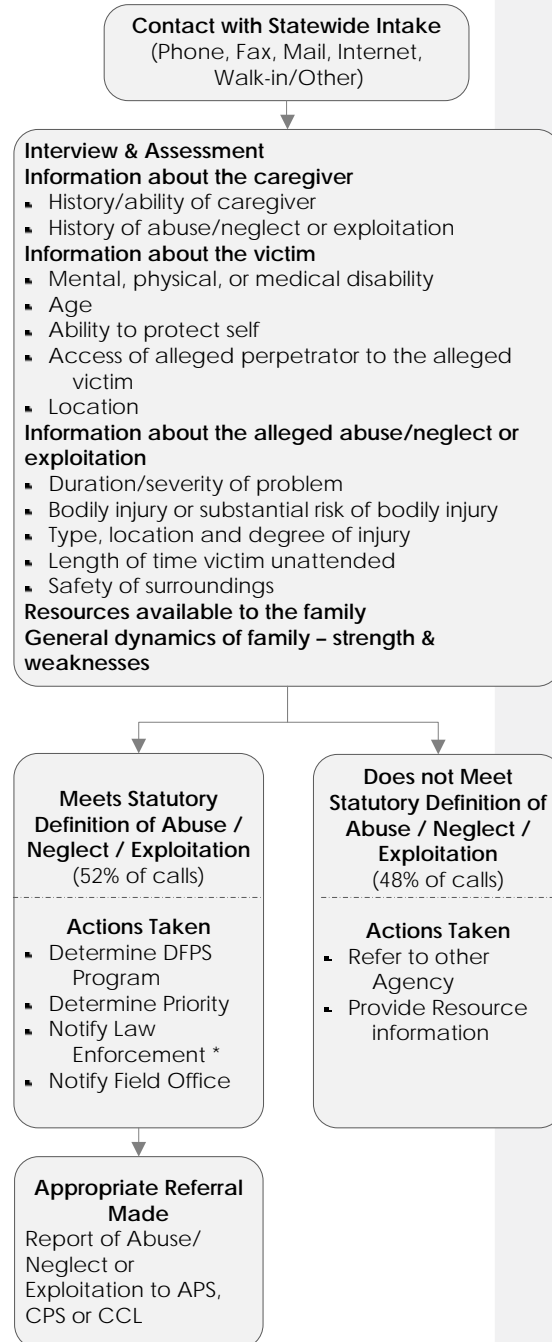 Contact with Statewide Intake
(Phone, Fax, Mail, Internet,
Walk-in/Other)
Interview & Assessment
Information about the caregiver
▪ History/ability of caregiver
▪ History of abuse/neglect or exploitation
Information about the victim
▪ Mental, physical, or medical disability
▪ Age
▪ Ability to protect self
▪ Access of alleged perpetrator to the alleged
victim
▪ Location
Information about the alleged abuse/neglect or
exploitation
▪ Duration/severity of problem
▪ Bodily injury or substantial risk of bodily injury
▪ Type, location and degree of injury
▪ Length of time victim unattended
▪ Safety of surroundings
Resources available to the family
General dynamics of family – strength &
weaknesses
Meets Statutory
Definition of Abuse /
Neglect / Exploitation
(52% of calls)
Actions Taken
▪ Determine DFPS
Program
▪ Determine Priority
▪ Notify Law
Enforcement *
▪ Notify Field Office
Does not Meet
Statutory Definition of
Abuse / Neglect /
Exploitation
(48% of calls)
Actions Taken
▪ Refer to other
Agency
▪ Provide Resource
information
Appropriate Referral
Made
Report of Abuse/
Neglect or
Exploitation to APS,
CPS or CCL